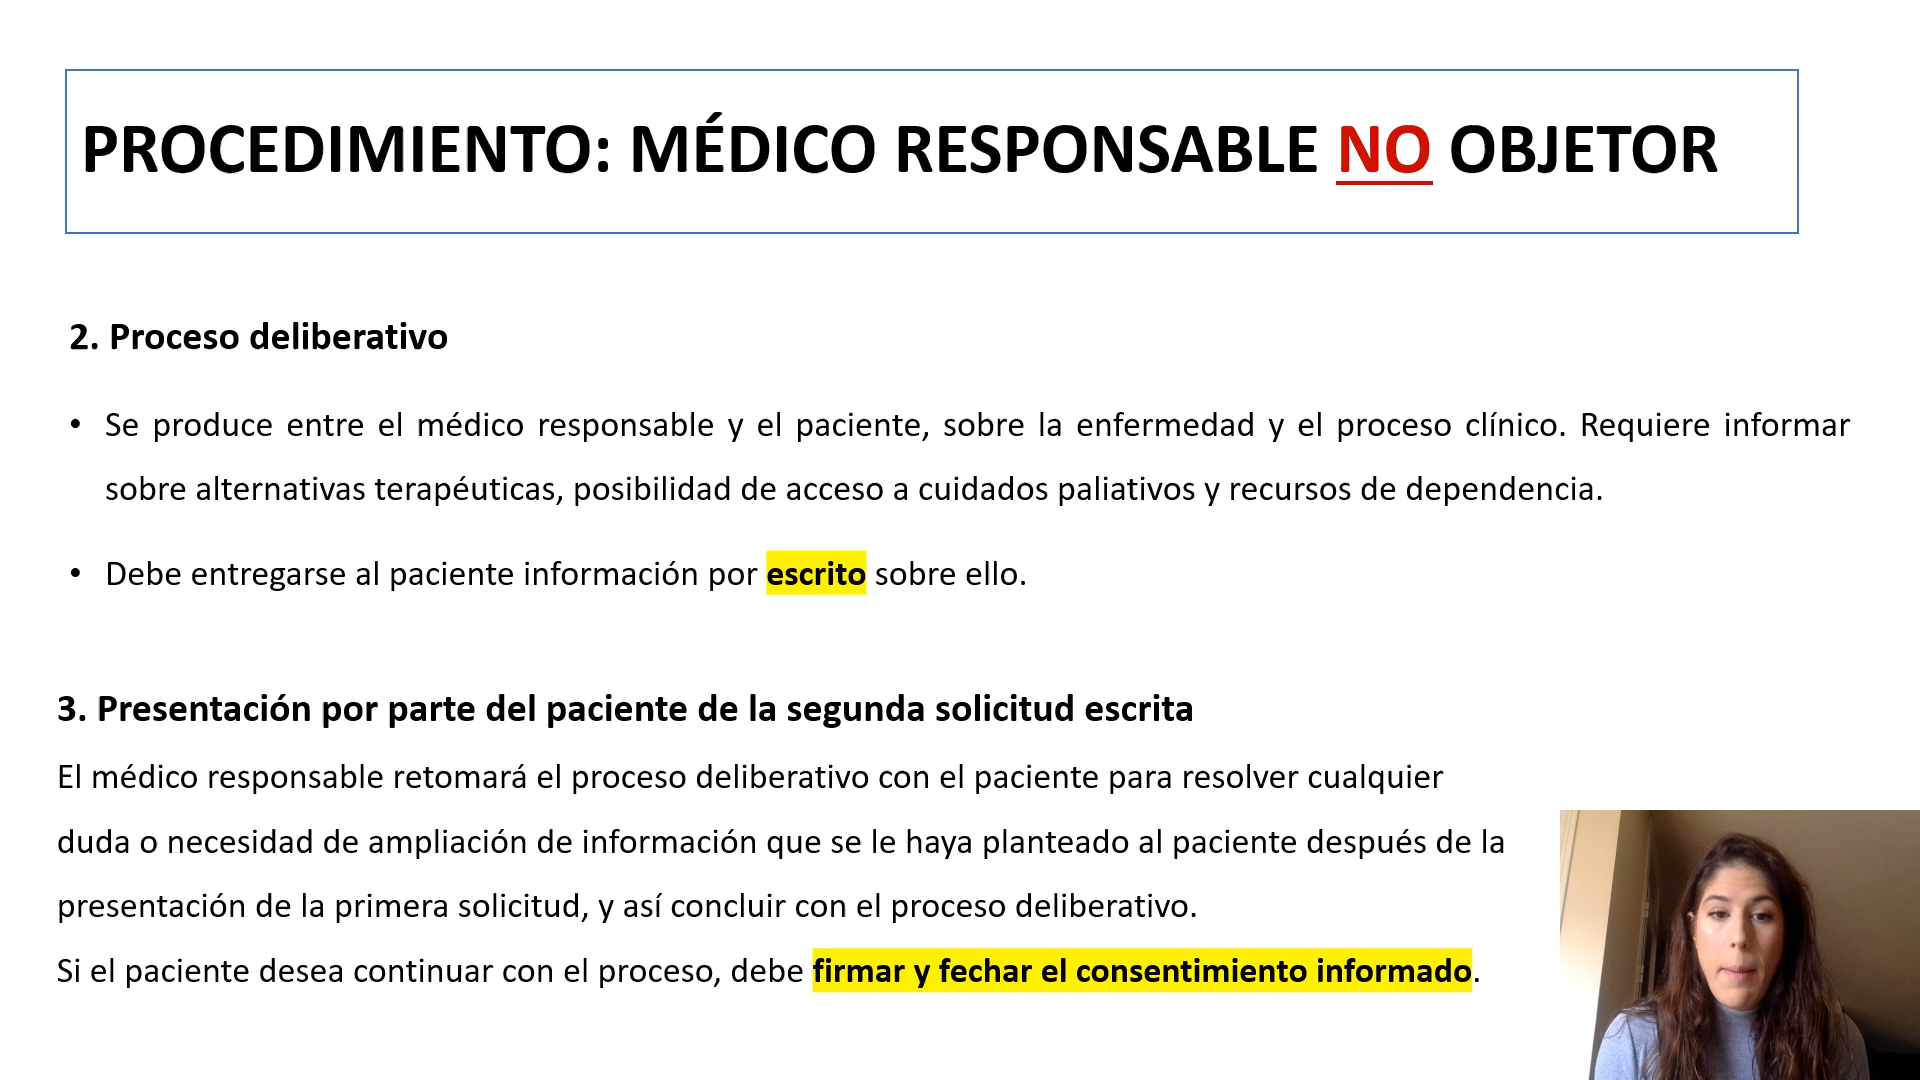 PROCEDIMIENTO: MÉDICO RESPONSABLE NO OBJETOR
2. Proceso deliberativo
• Se produce entre el médico responsable y el paciente, sobre la enfermedad y el proceso clínico. Requiere informar
sobre alternativas terapéuticas, posibilidad de acceso a cuidados paliativos y recursos de dependencia.
• Debe entregarse al paciente información por escrito sobre ello.
3. Presentación por parte del paciente de la segunda solicitud escrita
El médico responsable retomará el proceso deliberativo con el paciente para resolver cualquier
duda o necesidad de ampliación de información que se le haya planteado al paciente después de la
presentación de la primera solicitud, y así concluir con el proceso deliberativo.
Si el paciente desea continuar con el proceso, debe firmar y fechar el consentimiento informado.